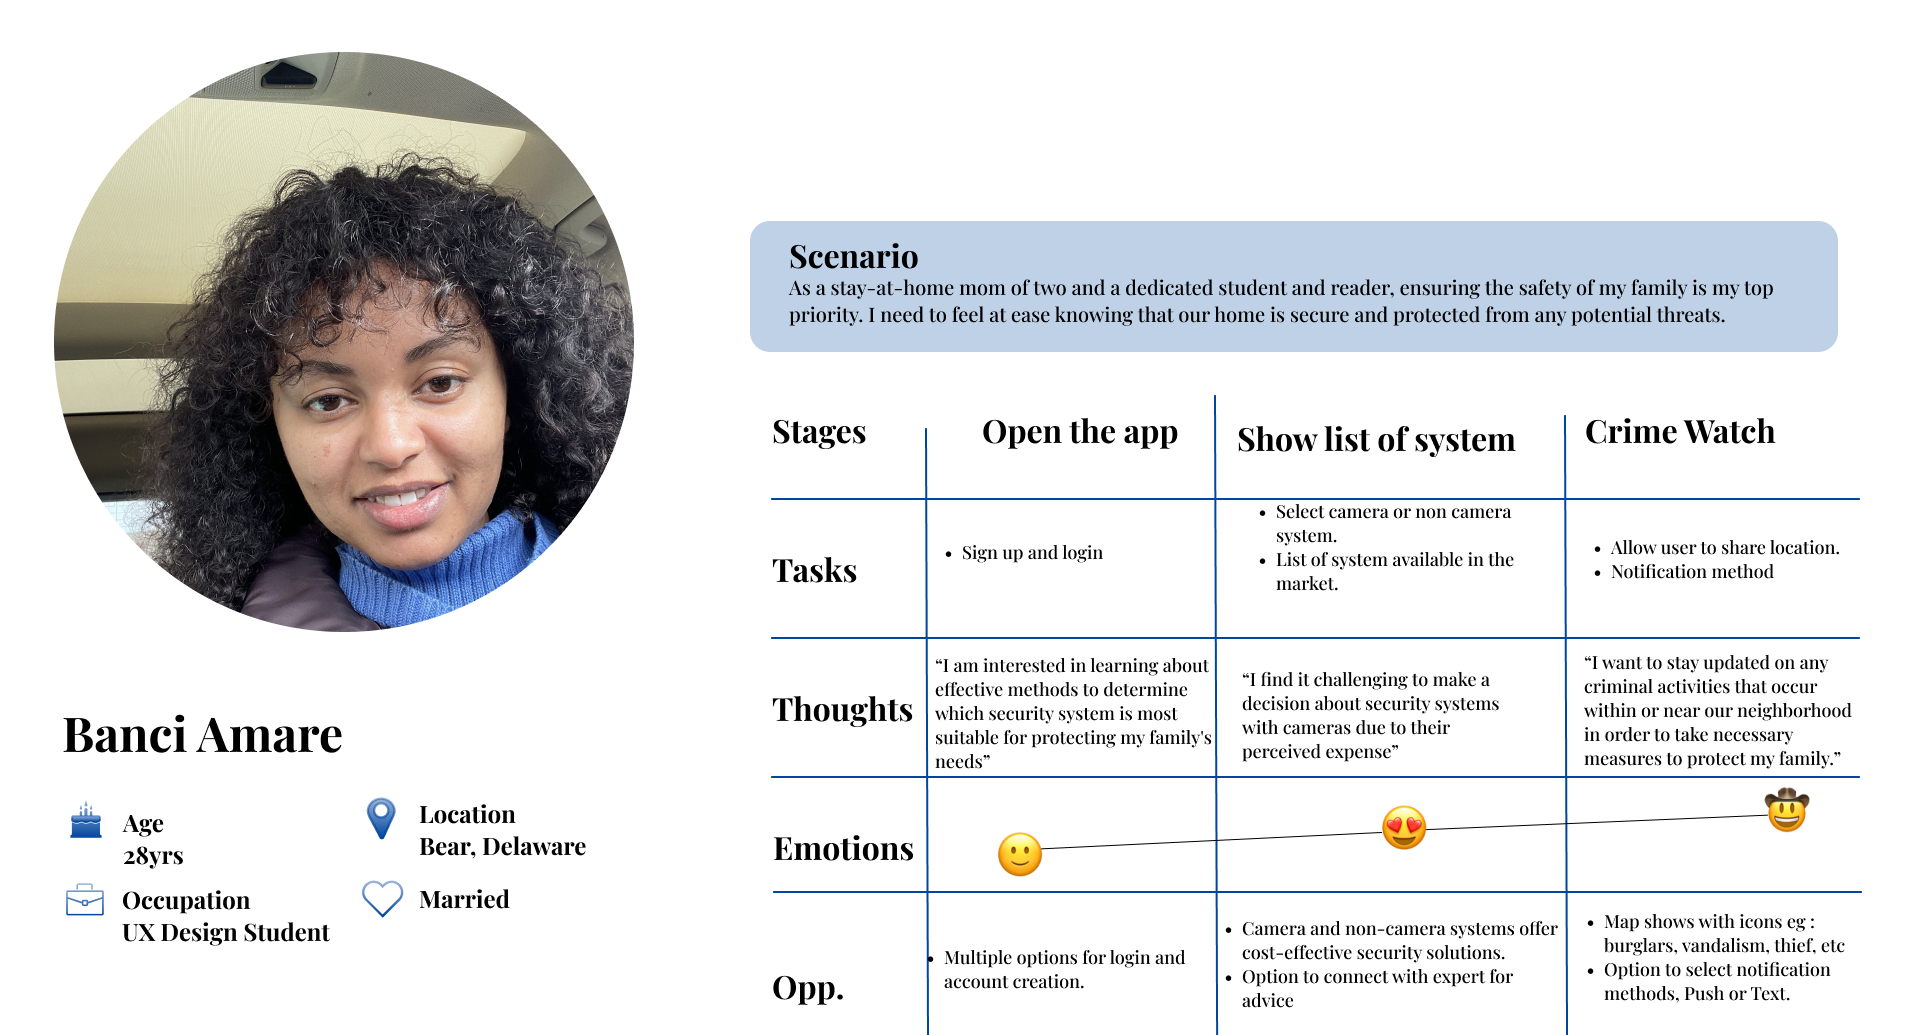 Scenario
As a stay-at-home mom of two and a dedicated student and reader, ensuring the safety of my family is my top
priority. I need to feel at ease knowing that our home is secure and protected from any potential threats.
Stages
Open the app
Show list of system
Crime Watch
Tasks
• Sign up and login
• Select camera or non camera
system.
• List of system available in the
market.
• Allow user to share location.
• Notification method
Thoughts
“I am interested in learning about
effective methods to determine
which security system is most
suitable for protecting my family's
needs”
“I find it challenging to make a
decision about security systems
with cameras due to their
perceived expense”
“I want to stay updated on any
criminal activities that occur
within or near our neighborhood
in order to take necessary
measures to protect my family.”
Emotions
Opp.
• Multiple options for login and
account creation.
• Camera and non-camera systems offer
cost-effective security solutions.
• Option to connect with expert for
advice
• Map shows with icons eg :
burglars, vandalism, thief, etc
• Option to select notification
methods, Push or Text.
Banci Amare
Age
28yrs
Location
Bear, Delaware
Occupation
UX Design Student
Married